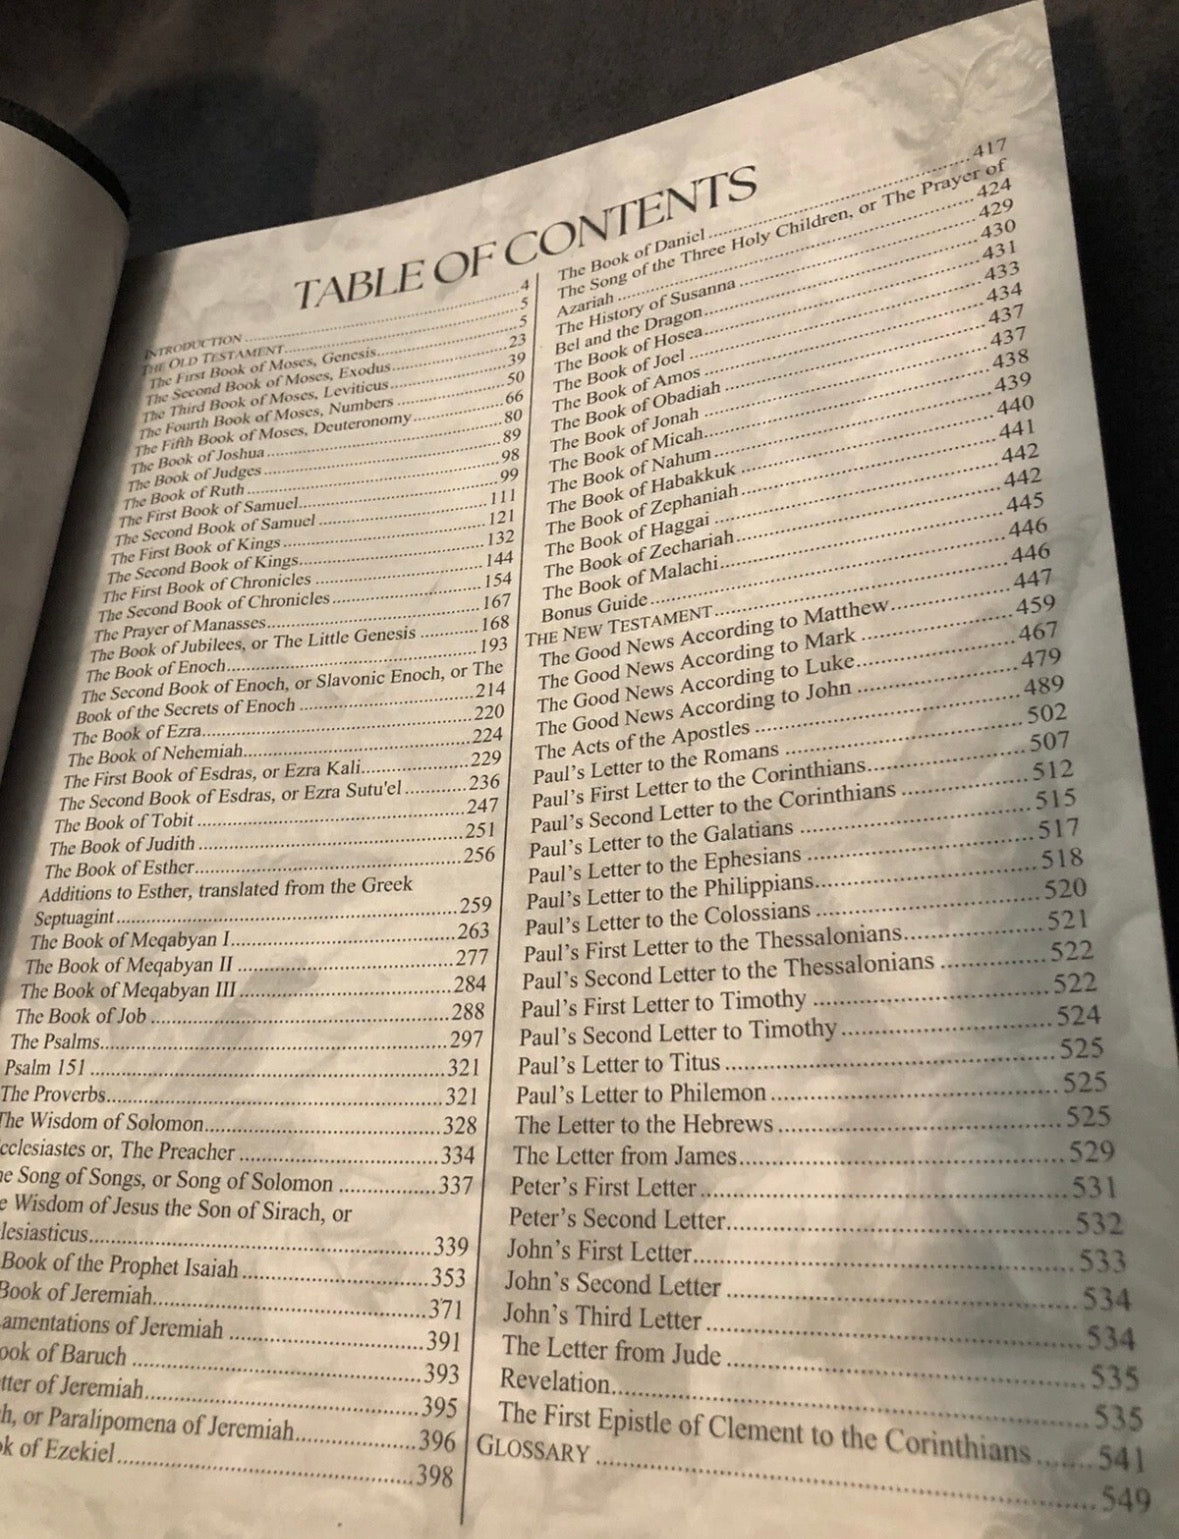 TABLE OF CONTENTS
INTRODUCTION ........ 4
THE OLD TESTAMENT ........ 5
The First Book of Moses, Genesis ........ 5
The Second Book of Moses, Exodus ........ 23
The Third Book of Moses, Leviticus ........ 39
The Fourth Book of Moses, Numbers ........ 50
The Fifth Book of Moses, Deuteronomy ........ 66
The Book of Joshua ........ 80
The Book of Judges ........ 89
The Book of Ruth ........ 98
The First Book of Samuel ........ 99
The Second Book of Samuel ........ 111
The First Book of Kings ........ 121
The Second Book of Kings ........ 132
The First Book of Chronicles ........ 144
The Second Book of Chronicles ........ 154
The Prayer of Manasses ........ 167
The Book of Jubilees, or The Little Genesis ........ 168
The Book of Enoch ........ 193
The Second Book of Enoch, or Slavonic Enoch, or The
Book of the Secrets of Enoch ........ 214
The Book of Ezra ........ 220
The Book of Nehemiah ........ 224
The First Book of Esdras, or Ezra Kali ........ 229
The Second Book of Esdras, or Ezra Sutu'el ........ 236
The Book of Tobit ........ 247
The Book of Judith ........ 251
The Book of Esther ........ 256
Additions to Esther, translated from the Greek
Septuagint ........ 259
The Book of Meqabyan I ........ 263
The Book of Meqabyan II ........ 277
The Book of Meqabyan III ........ 284
The Book of Job ........ 288
The Psalms ........ 297
Psalm 151 ........ 321
The Proverbs ........ 321
The Wisdom of Solomon ........ 328
cclesiastes or, The Preacher ........ 334
he Song of Songs, or Song of Solomon ........ 337
e Wisdom of Jesus the Son of Sirach, or
lesiasticus ........ 339
Book of the Prophet Isaiah ........ 353
Book of Jeremiah ........ 371
amentations of Jeremiah ........ 391
ook of Baruch ........ 393
tter of Jeremiah ........ 395
h, or Paralipomena of Jeremiah ........ 396
k of Ezekiel ........ 398
The Book of Daniel ........ 417
The Song of the Three Holy Children, or The Prayer of
Azariah ........ 424
The History of Susanna ........ 429
Bel and the Dragon ........ 430
The Book of Hosea ........ 431
The Book of Joel ........ 433
The Book of Amos ........ 434
The Book of Obadiah ........ 437
The Book of Jonah ........ 437
The Book of Micah ........ 438
The Book of Nahum ........ 439
The Book of Habakkuk ........ 440
The Book of Zephaniah ........ 441
The Book of Haggai ........ 442
The Book of Zechariah ........ 442
The Book of Malachi ........ 445
Bonus Guide ........ 446
THE NEW TESTAMENT ........ 446
The Good News According to Matthew ........ 447
The Good News According to Mark ........ 459
The Good News According to Luke ........ 467
The Good News According to John ........ 479
The Acts of the Apostles ........ 489
Paul's Letter to the Romans ........ 502
Paul's First Letter to the Corinthians ........ 507
Paul's Second Letter to the Corinthians ........ 512
Paul's Letter to the Galatians ........ 515
Paul's Letter to the Ephesians ........ 517
Paul's Letter to the Philippians ........ 518
Paul's Letter to the Colossians ........ 520
Paul's First Letter to the Thessalonians ........ 521
Paul's Second Letter to the Thessalonians ........ 522
Paul's First Letter to Timothy ........ 522
Paul's Second Letter to Timothy ........ 524
Paul's Letter to Titus ........ 525
Paul's Letter to Philemon ........ 525
The Letter to the Hebrews ........ 525
The Letter from James ........ 529
Peter's First Letter ........ 531
Peter's Second Letter ........ 532
John's First Letter ........ 533
John's Second Letter ........ 534
John's Third Letter ........ 534
The Letter from Jude ........ 535
Revelation ........ 535
The First Epistle of Clement to the Corinthians ........ 541
GLOSSARY ........ 549